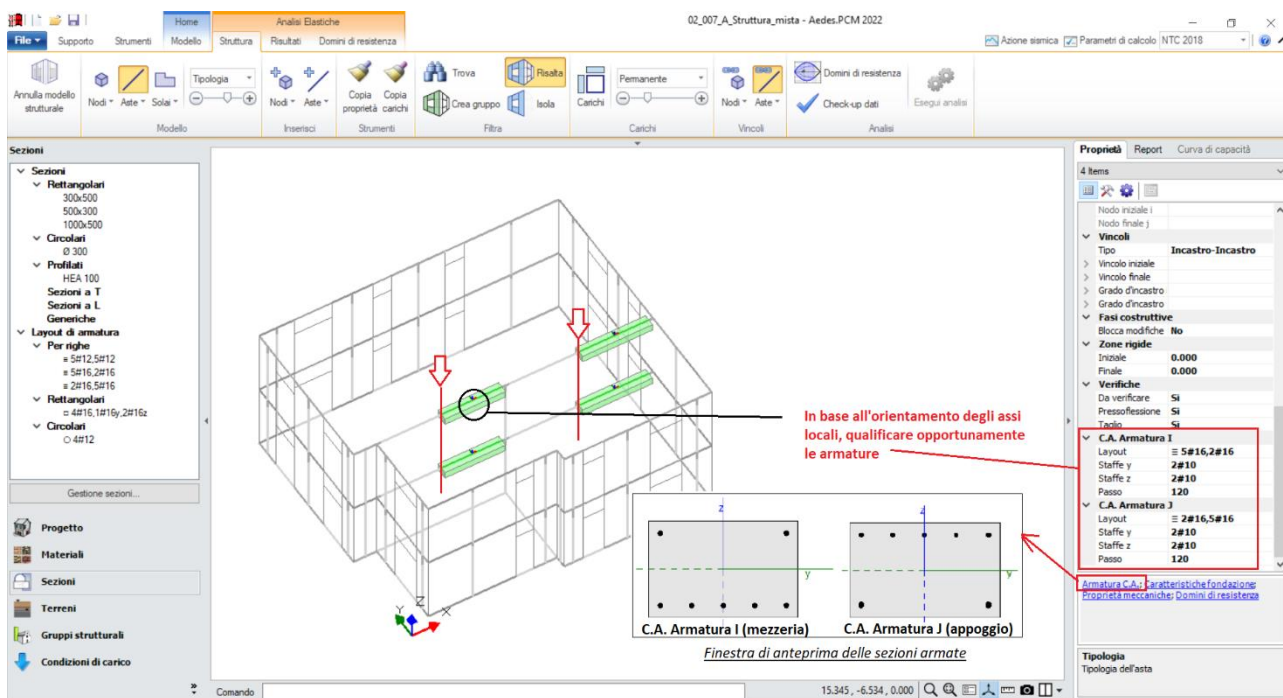 02_007_A_Struttura_mista - Aedes.PCM 2022
Home
Analisi Elastiche
File
Supporto
Strumenti
Modello
Struttura
Risultati
Domini di resistenza
Azione sismica
Parametri di calcolo
NTC 2018
Annulla modello
strutturale
Nodi
Aste
Solai
Tipologia
Modello
Nodi
Aste
Inserisci
Copia
proprietà
Copia
carichi
Strumenti
Trova
Crea gruppo
Risalta
Isola
Filtra
Carichi
Permanente
Carichi
Nodi
Aste
Vincoli
Domini di resistenza
Check-up dati
Esegui analisi
Analisi
Sezioni
Sezioni
Rettangolari
300x500
500x300
1000x500
Circolari
Ø 300
Profilati
HEA 100
Sezioni a T
Sezioni a L
Generiche
Layout di armatura
Per righe
5#12,5#12
5#16,2#16
2#16,5#16
Rettangolari
4#16,1#16y,2#16z
Circolari
4#12
Gestione sezioni...
Progetto
Materiali
Sezioni
Terreni
Gruppi strutturali
Condizioni di carico
In base all'orientamento degli assi
locali, qualificare opportunamente
le armature
z
y
C.A. Armatura I (mezzeria)
z
y
C.A. Armatura J (appoggio)
Finestra di anteprima delle sezioni armate
Z
Y
X
Comando
15.345 , -6.534 , 0.000
Proprietà
Report
Curva di capacità
4 Items
Nodo iniziale i
Nodo finale j
Vincoli
Tipo Incastro-Incastro
Vincolo iniziale
Vincolo finale
Grado d'incastro
Grado d'incastro
Fasi costruttive
Blocca modifiche No
Zone rigide
Iniziale 0.000
Finale 0.000
Verifiche
Da verificare Sì
Pressoflessione Sì
Taglio Sì
C.A. Armatura I
Layout 5#16,2#16
Staffe y 2#10
Staffe z 2#10
Passo 120
C.A. Armatura J
Layout 2#16,5#16
Staffe y 2#10
Staffe z 2#10
Passo 120
Armatura C.A.; Caratteristiche fondazione;
Proprietà meccaniche; Domini di resistenza
Tipologia
Tipologia dell'asta